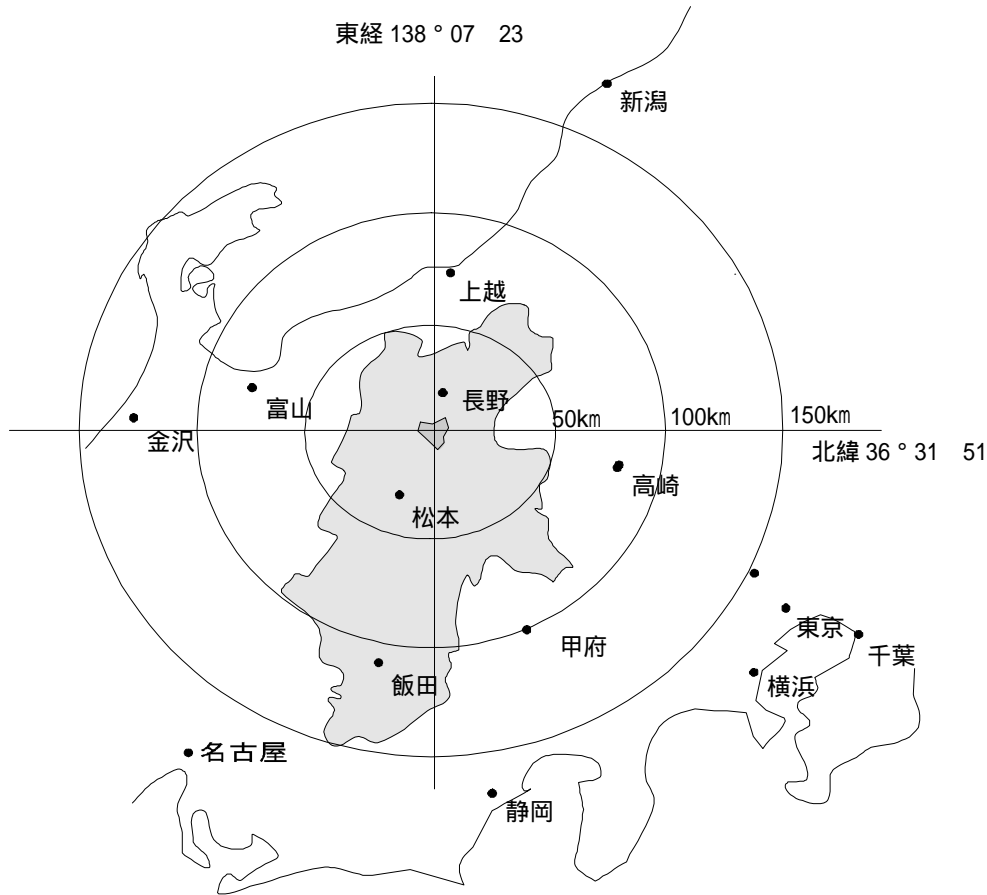 東経 138 ° 07 23
新潟
上越
長野
富山
50km
100km
150km
金沢
北緯 36 ° 31 51
高崎
松本
東京
甲府
千葉
飯田
横浜
名古屋
静岡